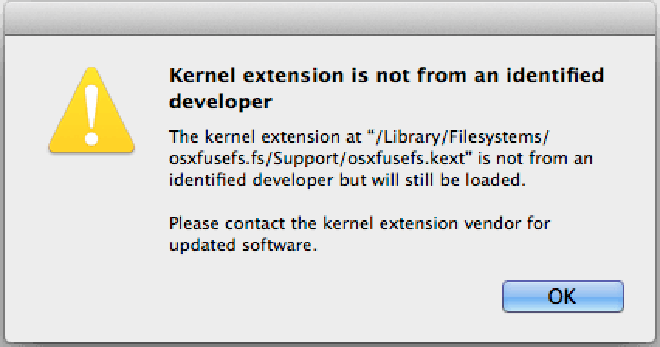 Kernel extension is not from an identified
developer
The kernel extension at “/Library/Filesystems/
osxfusefs.fs/Support/osxfusefs.kext” is not from an
identified developer but will still be loaded.
Please contact the kernel extension vendor for
updated software.
OK